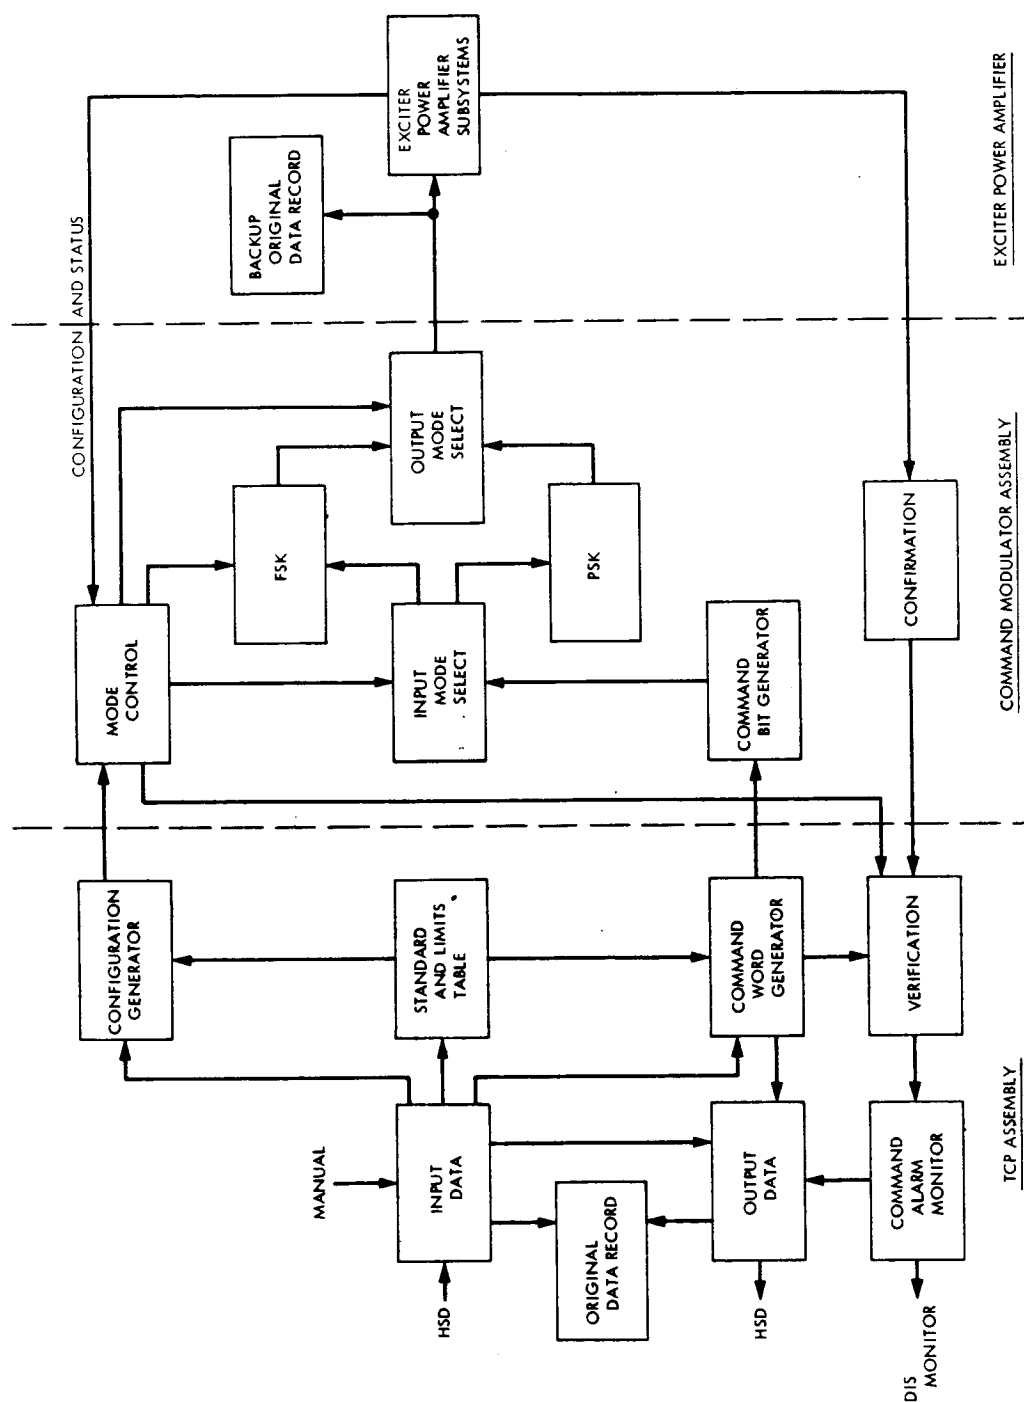 CONFIGURATION AND STATUS
MANUAL
HSD
INPUT
DATA
ORIGINAL
DATA RECORD
CONFIGURATION
GENERATOR
STANDARD
AND LIMITS
TABLE
COMMAND
WORD
GENERATOR
OUTPUT
DATA
HSD
VERIFICATION
COMMAND
ALARM
MONITOR
DIS
MONITOR
MODE
CONTROL
INPUT
MODE
SELECT
FSK
PSK
OUTPUT
MODE
SELECT
COMMAND
BIT GENERATOR
CONFIRMATION
BACKUP
ORIGINAL
DATA RECORD
EXCITER
POWER
AMPLIFIER
SUBSYSTEMS
TCP ASSEMBLY
COMMAND MODULATOR ASSEMBLY
EXCITER POWER AMPLIFIER